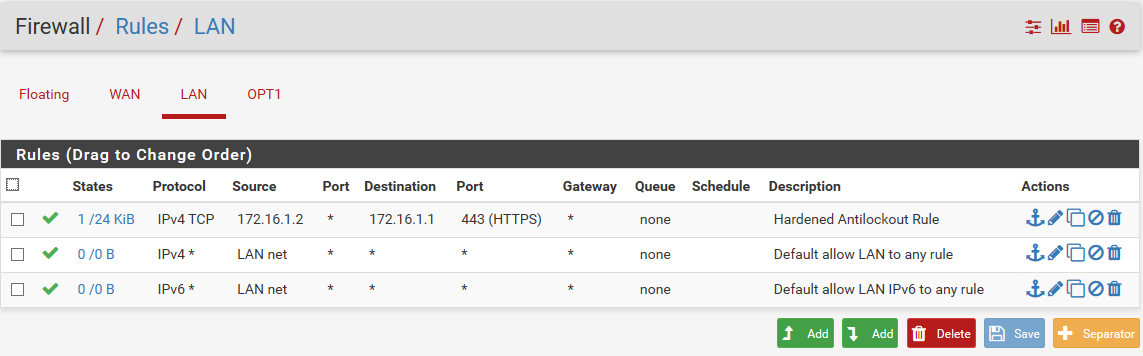 Firewall / Rules / LAN
Floating WAN LAN OPT1
Rules (Drag to Change Order)
States Protocol Source Port Destination Port Gateway Queue Schedule Description Actions
1 /24 KiB IPv4 TCP 172.16.1.2 * 172.16.1.1 443 (HTTPS) * none Hardened Antilockout Rule
0 /0 B IPv4 * LAN net * * * * none Default allow LAN to any rule
0 /0 B IPv6 * LAN net * * * * none Default allow LAN IPv6 to any rule
Add Add Delete Save Separator